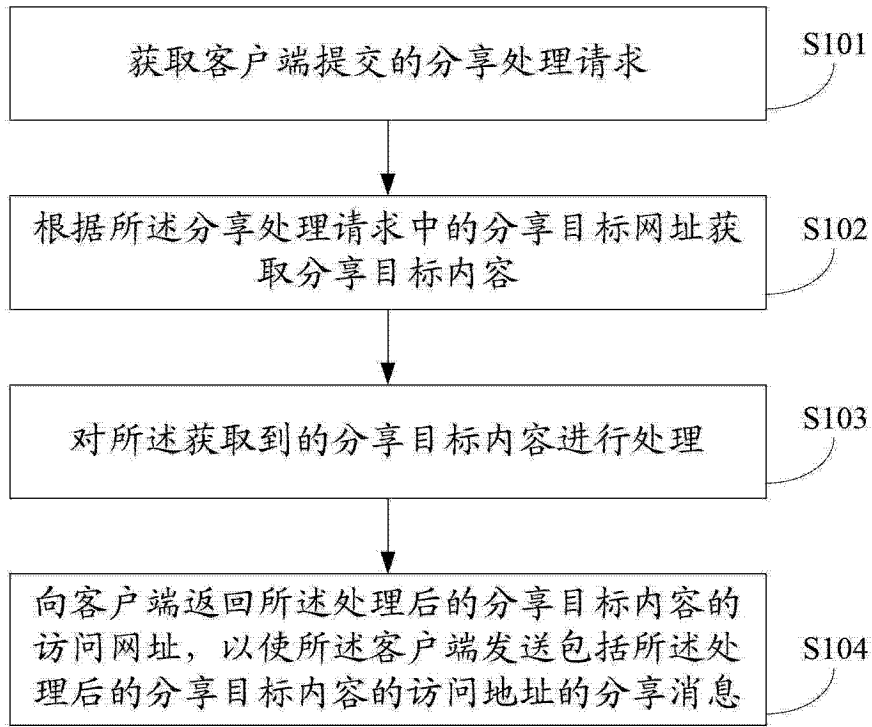 获取客户端提交的分享处理请求
S101
根据所述分享处理请求中的分享目标网址获
取分享目标内容
S102
对所述获取到的分享目标内容进行处理
S103
向客户端返回所述处理后的分享目标内容的
访问网址，以使所述客户端发送包括所述处
理后的分享目标内容的访问地址的分享消息
S104